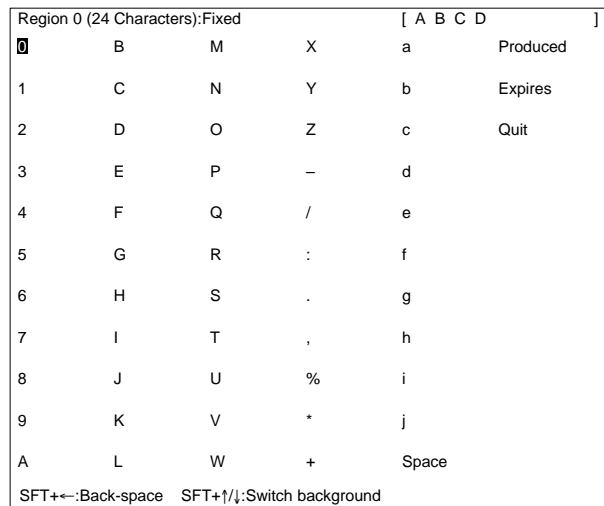 Region 0 (24 Characters):Fixed [ A B C D ]
0 B M X a Produced
1 C N Y b Expires
2 D O Z c Quit
3 E P – d
4 F Q / e
5 G R : f
6 H S . g
7 I T , h
8 J U % i
9 K V * j
A L W + Space
SFT+←:Back-space SFT+↑/↓:Switch background